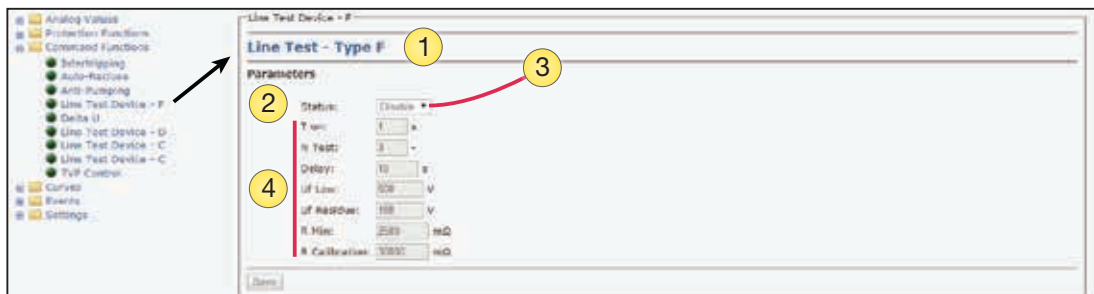 Analog Values
Protection Functions
Command Functions
Intertripping
Auto-Reclose
Anti-Pumping
Line Test Device - F
Delta U
Line Test Device - D
Line Test Device - C
Line Test Device - C
TVF Control
Curves
Events
Settings
Line Test Device - F
Line Test - Type F
1
Parameters
3
2
Status: Disable
T on: 1 s
N Test: 3 -
Delay: 10 s
4
Uf Low: V
Uf Residue: V
R Min: 2500 mΩ
R Calibration: mΩ
Save